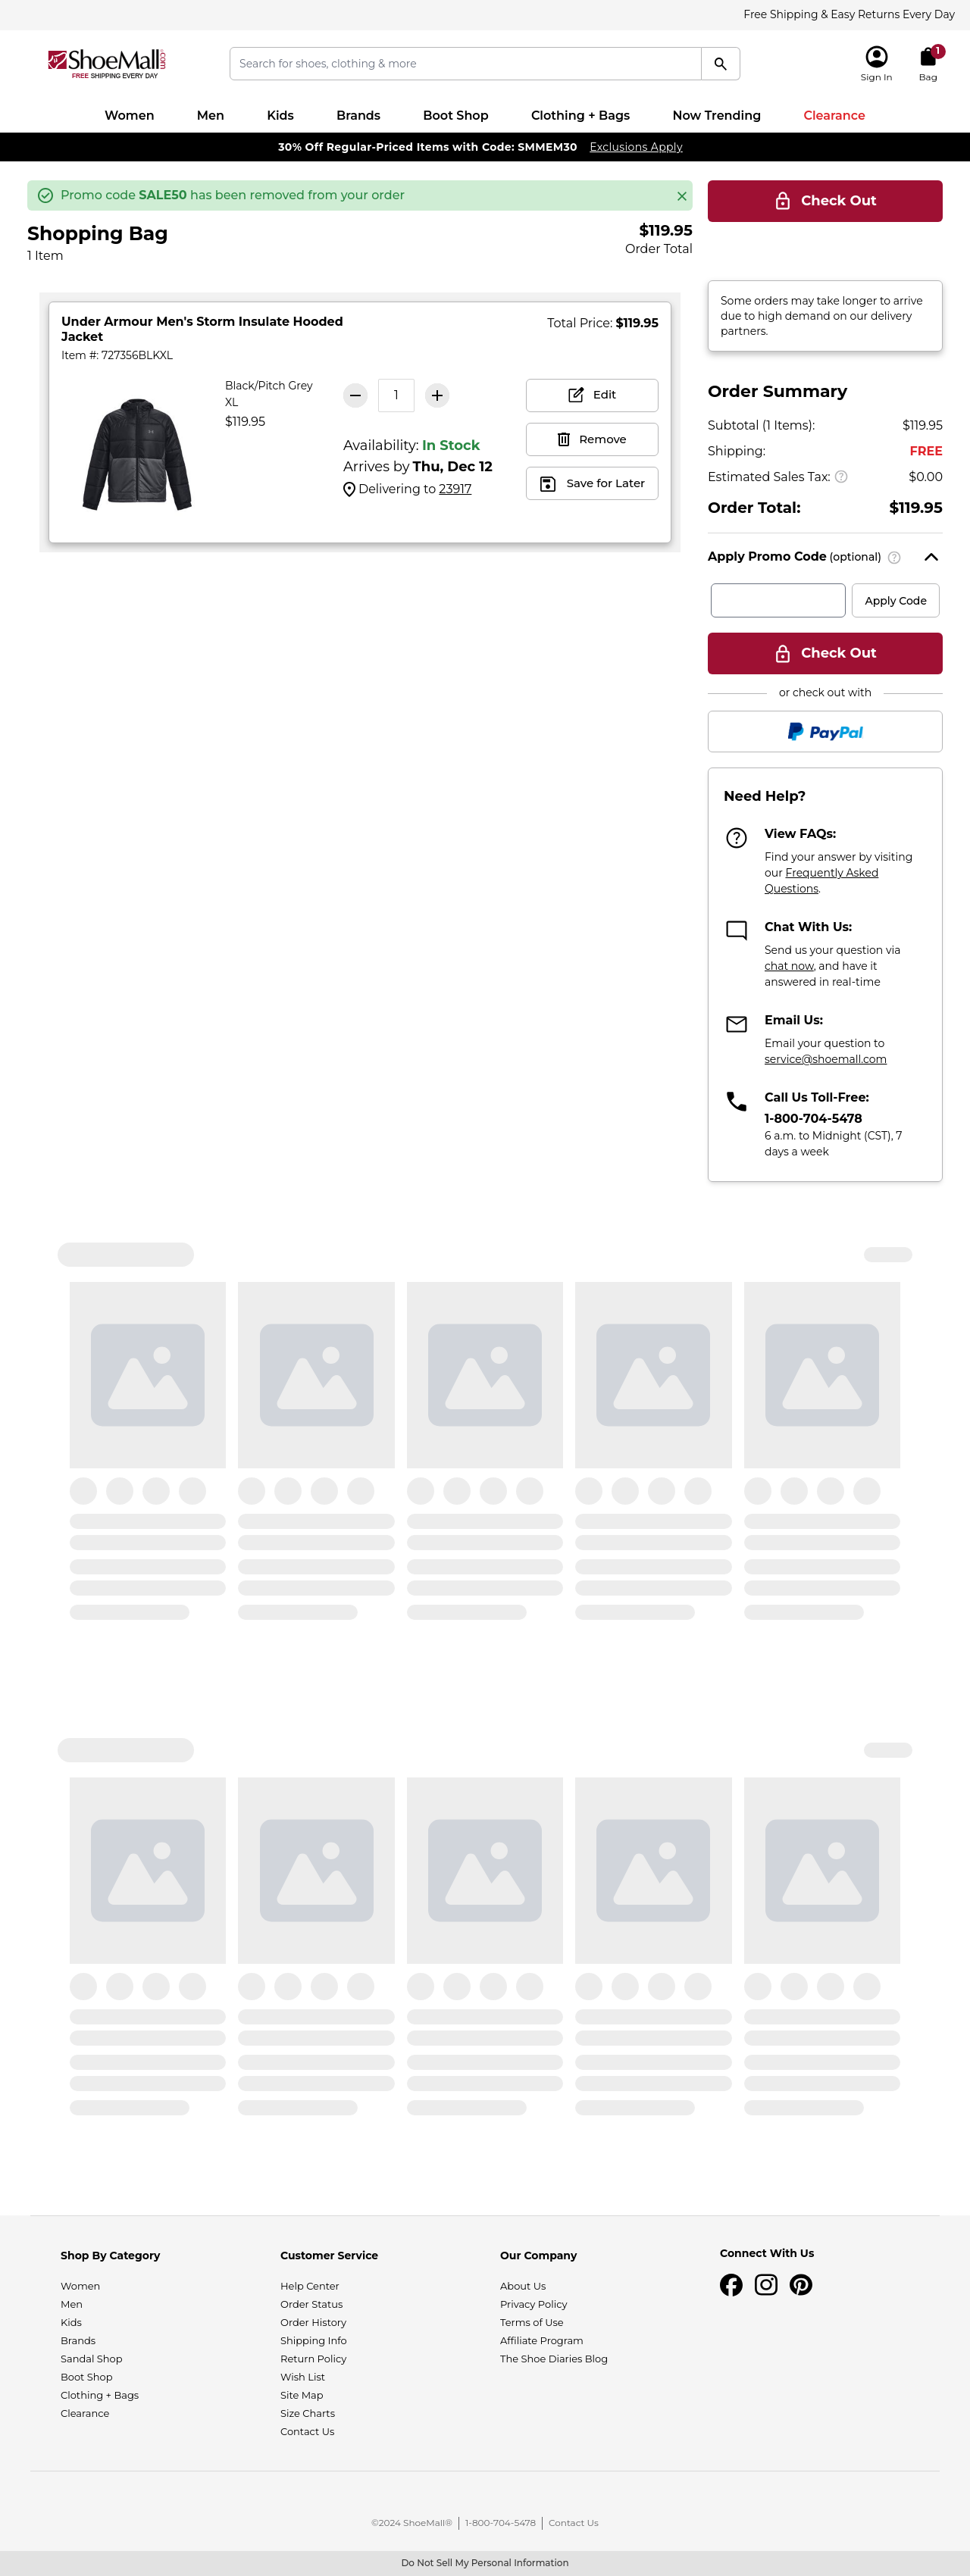 Free Shipping & Easy Returns Every Day
ShoeMall.com
FREE SHIPPING EVERY DAY
Search for shoes, clothing & more
Sign In
1
Bag
Women Men Kids Brands Boot Shop Clothing + Bags Now Trending Clearance
30% Off Regular-Priced Items with Code: SMMEM30 Exclusions Apply
Promo code SALE50 has been removed from your order
Check Out
Shopping Bag
1 Item
$119.95
Order Total
Some orders may take longer to arrive
due to high demand on our delivery
partners.
Under Armour Men's Storm Insulate Hooded
Jacket
Item #: 727356BLKXL
Total Price: $119.95
Black/Pitch Grey
XL
$119.95
1
Availability: In Stock
Arrives by Thu, Dec 12
Delivering to 23917
Edit
Remove
Save for Later
Order Summary
Subtotal (1 Items): $119.95
Shipping: FREE
Estimated Sales Tax: ? $0.00
Order Total: $119.95
Apply Promo Code (optional) ?
Apply Code
Check Out
or check out with
PayPal
Need Help?
View FAQs:
Find your answer by visiting
our Frequently Asked
Questions.
Chat With Us:
Send us your question via
chat now, and have it
answered in real-time
Email Us:
Email your question to
service@shoemall.com
Call Us Toll-Free:
1-800-704-5478
6 a.m. to Midnight (CST), 7
days a week
Shop By Category
Women
Men
Kids
Brands
Sandal Shop
Boot Shop
Clothing + Bags
Clearance
Customer Service
Help Center
Order Status
Order History
Shipping Info
Return Policy
Wish List
Site Map
Size Charts
Contact Us
Our Company
About Us
Privacy Policy
Terms of Use
Affiliate Program
The Shoe Diaries Blog
Connect With Us
©2024 ShoeMall® | 1-800-704-5478 | Contact Us
Do Not Sell My Personal Information